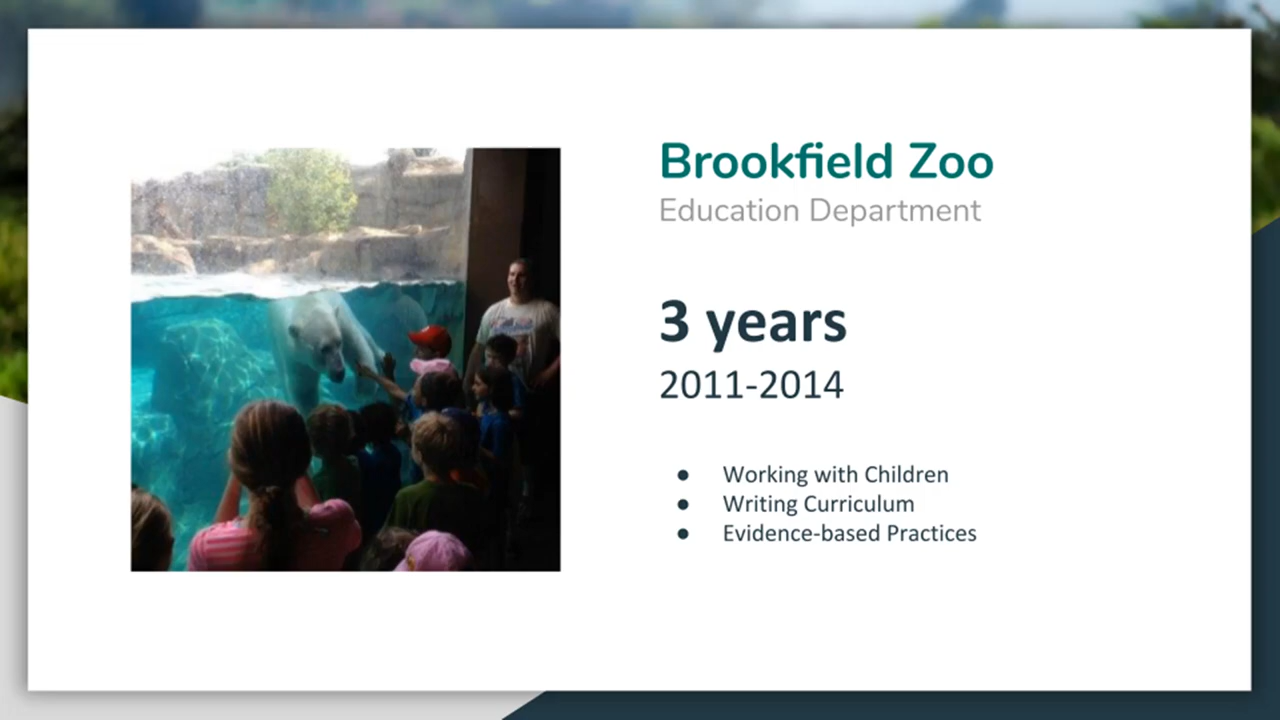 Brookfield Zoo
Education Department
3 years
2011-2014
● Working with Children
● Writing Curriculum
● Evidence-based Practices